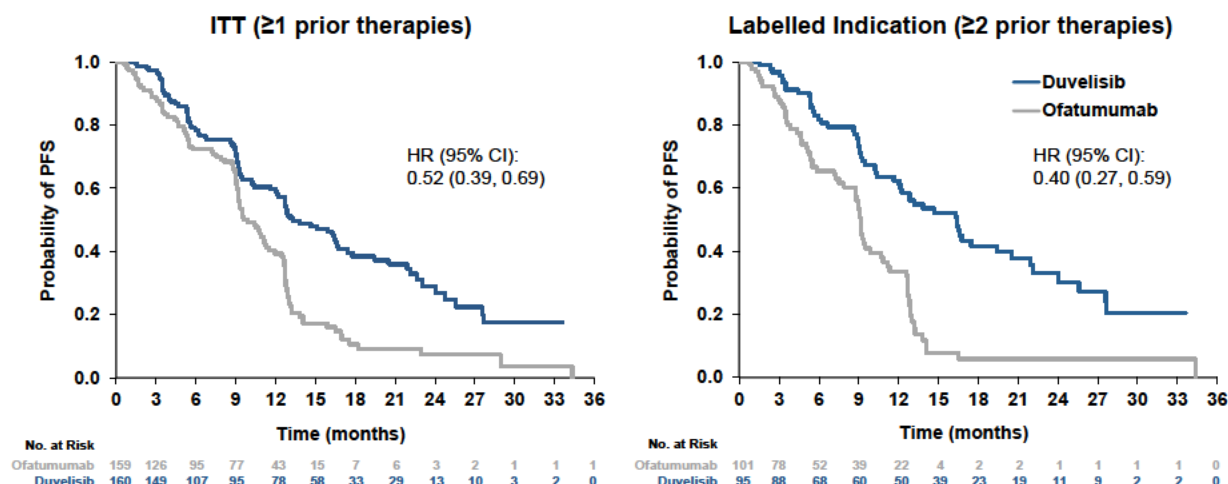 ITT (≥1 prior therapies)
1.0
0.8
0.6
0.4
0.2
0.0
Probability of PFS
HR (95% CI):
0.52 (0.39, 0.69)
0 3 6 9 12 15 18 21 24 27 30 33 36
Time (months)
No. at Risk
Ofatumumab 159 126 95 77 43 15 7 6 3 2 1 1 1
Duvelisib 160 149 107 95 78 58 33 29 13 10 3 2 0
Labelled Indication (≥2 prior therapies)
1.0
0.8
0.6
0.4
0.2
0.0
Probability of PFS
Duvelisib
Ofatumumab
HR (95% CI):
0.40 (0.27, 0.59)
0 3 6 9 12 15 18 21 24 27 30 33 36
Time (months)
No. at Risk
Ofatumumab 101 78 52 39 22 4 2 2 1 1 1 1 0
Duvelisib 95 88 68 60 50 39 23 19 11 9 2 2 0